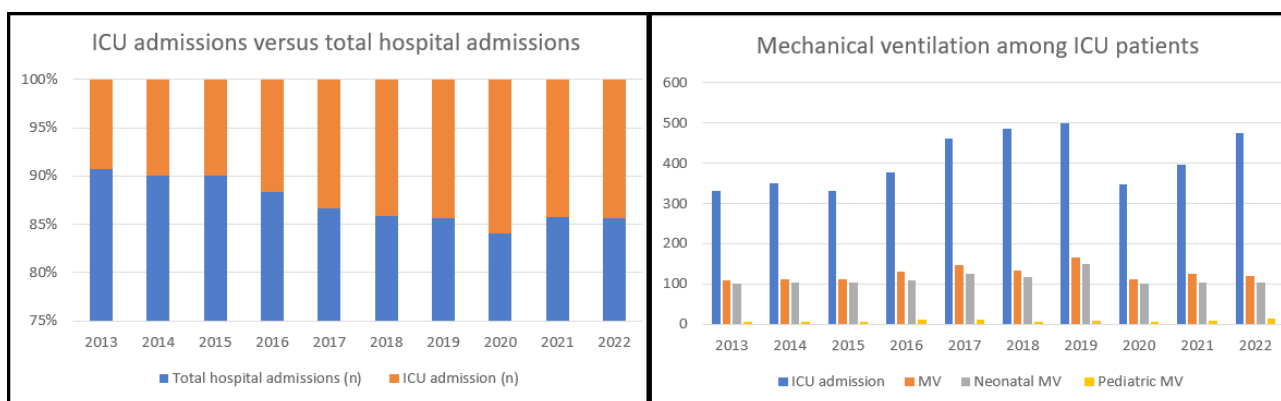 ICU admissions versus total hospital admissions
100%
95%
90%
85%
80%
75%
2013 2014 2015 2016 2017 2018 2019 2020 2021 2022
Total hospital admissions (n) ICU admission (n)
Mechanical ventilation among ICU patients
600
500
400
300
200
100
0
2013 2014 2015 2016 2017 2018 2019 2020 2021 2022
ICU admission MV Neonatal MV Pediatric MV